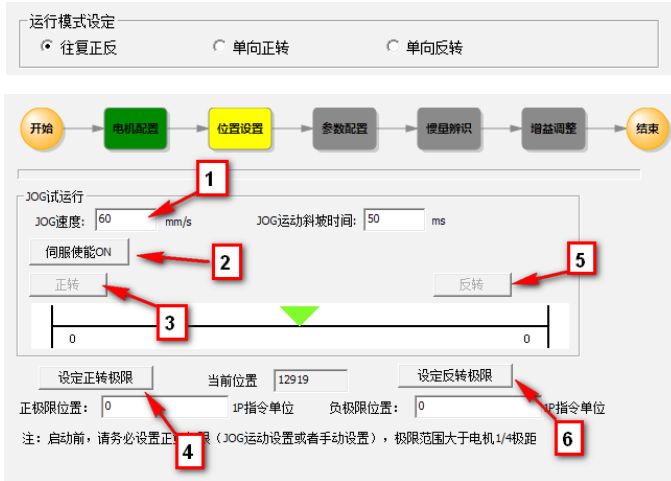 运行模式设定
往复正反 单向正转 单向反转
开始 电机配置 位置设置 参数配置 惯量辨识 增益调整 结束
1
JOG试运行
JOG速度: 60 mm/s JOG运动斜坡时间: 50 ms
伺服使能ON 2 5
正转 反转
3
0 0
设定正转极限 当前位置 12919 设定反转极限
正极限位置: 0 1P指令单位 负极限位置: 0 1P指令单位
注: 启动前, 请务必设置正 极限 (JOG运动设置或者手动设置), 极限范围大于电机1/4极距
4 6